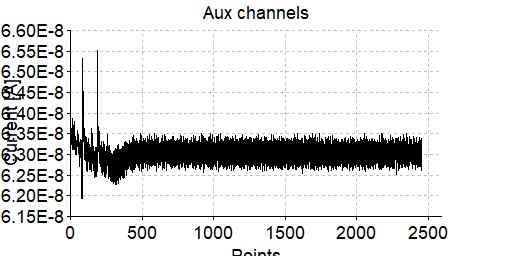 Aux channels
6.60E-8
6.55E-8
6.50E-8
6.45E-8
6.40E-8
6.35E-8
6.30E-8
6.25E-8
6.20E-8
6.15E-8
Current [A]
0 500 1000 1500 2000 2500
Points